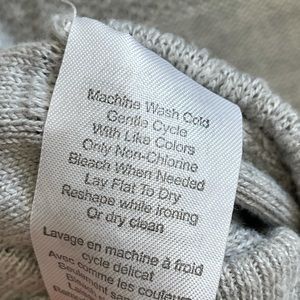 Machine Wash Cold
Gentle Cycle
With Like Colors
Only Non-Chlorine
Bleach When Needed
Lay Flat To Dry
Reshape while ironing
Or dry clean
Lavage en machine à froid
cycle délicat
Avec comme les couleurs
Seulement